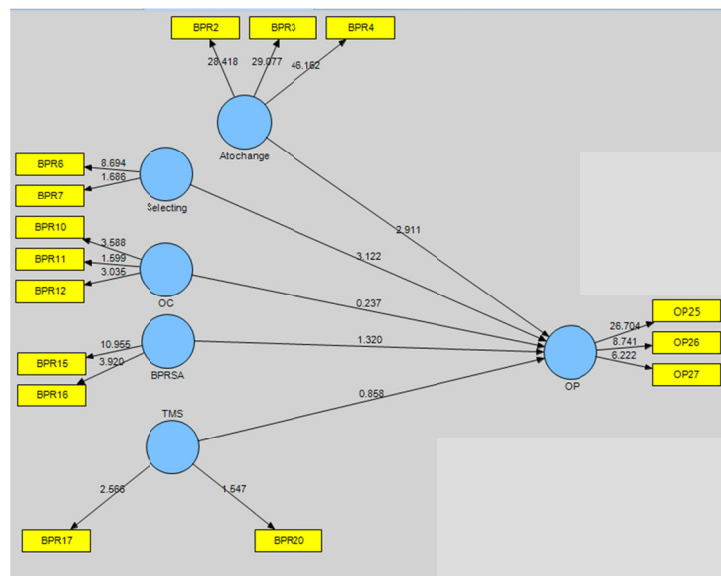 BPR2 BPR3 BPR4
28.418 29.077 46.162
Atochange
BPR6
8.694
BPR7
1.686
Selecting
2.911
3.122
BPR10
3.588
BPR11
1.599
BPR12
3.035
OC
0.237
BPR15
10.955
BPR16
3.920
BPRSA
1.320
OP25
26.704
OP26
8.741
OP27
6.222
OP
TMS
0.858
2.566
1.547
BPR17
BPR20